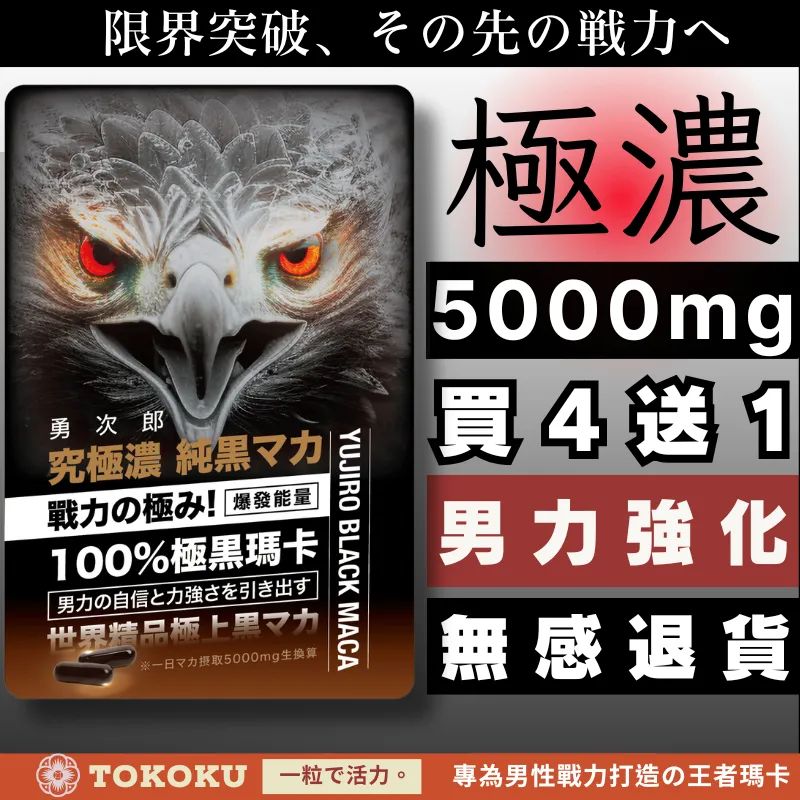 限界突破、その先の戦力へ
極濃
5000mg
買4送1
男力強化
無感退貨
勇次郎
究極濃 純黒マカ
戰力の極み!
爆發能量
100%極黒瑪卡
男力の自信と力強さを引き出す
世界精品極上黒マカ
※一日マカ摂取5000mg生換算
YUJIRO BLACK MACA
TOKOKU
一粒で活力。
專為男性戰力打造の王者瑪卡